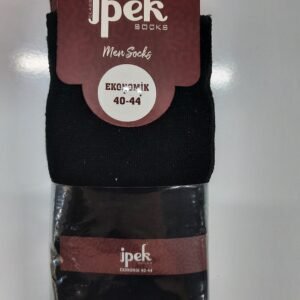 ipek
SOCKS
Men Socks
EKONOMİK
40-44
ipek
EKONOMİK 40-44